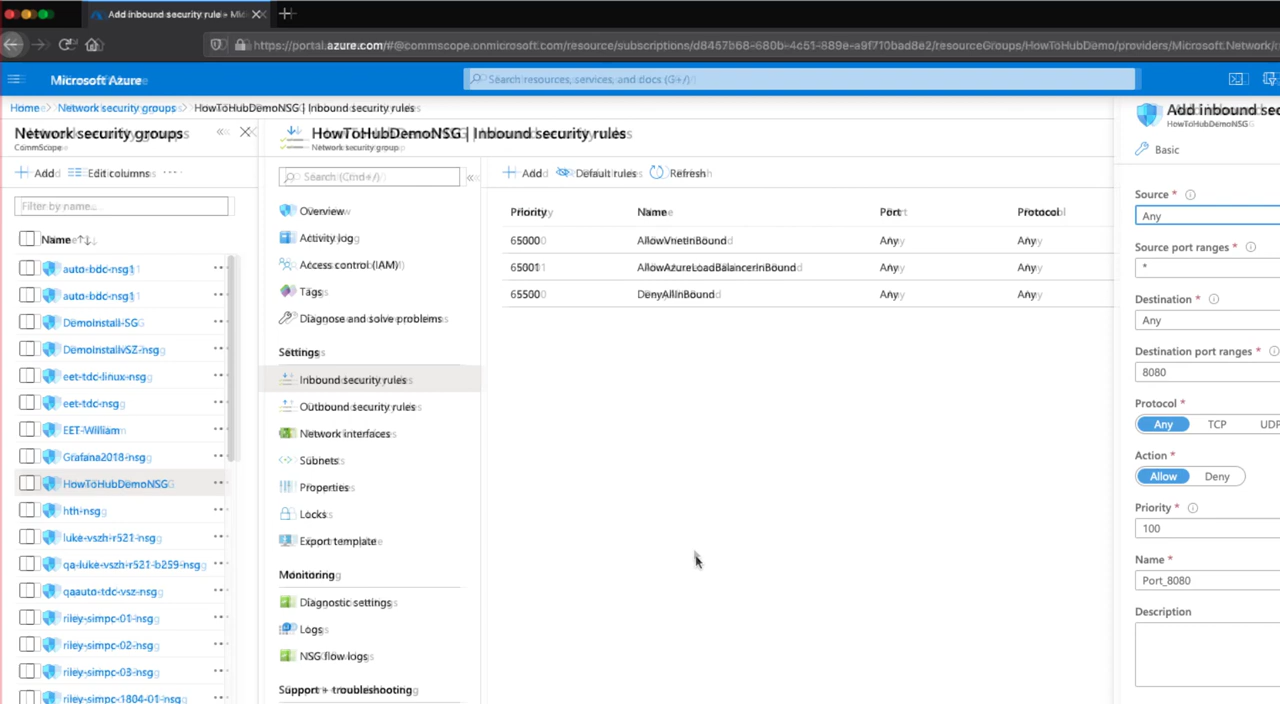 Add inbound security rule - Mi
https://portal.azure.com/#@commscope.onmicrosoft.com/resource/subscriptions/d8457b68-680b-4c51-889e-a9f710bad8e2/resourceGroups/HowToHubDemo/providers/Microsoft.Network/
Microsoft Azure
Search resources, services, and docs (G+/)
Home > Network security groups > HowToHubDemoNSG | Inbound security rules
Network security groups
CommScope
Add Edit columns ...
Filter by name...
Name
auto-bdc-nsg1
auto-bdc-nsg1
DemoInstall-SG
DemoInstallvSZ-nsg
eet-tdc-linux-nsg
eet-tdc-nsg
EET-William
Grafana2018-nsg
HowToHubDemoNSG
hth-nsg
luke-vszh-r521-nsg
qa-luke-vszh-r521-b259-nsg
qaauto-tdc-vsz-nsg
riley-simpc-01-nsg
riley-simpc-02-nsg
riley-simpc-03-nsg
riley-simpc-1804-01-nsg
HowToHubDemoNSG | Inbound security rules
Network security group
Search (Cmd+/)
Overview
Activity log
Access control (IAM)
Tags
Diagnose and solve problems
Settings
Inbound security rules
Outbound security rules
Network interfaces
Subnets
Properties
Locks
Export template
Monitoring
Diagnostic settings
Logs
NSG flow logs
Support + troubleshooting
Add Default rules Refresh
Priority Name Port Protocol
65000 AllowVnetInBound Any Any
65001 AllowAzureLoadBalancerInBound Any Any
65500 DenyAllInBound Any Any
Add inbound sec
HowToHubDemoNSG
Basic
Source *
Any
Source port ranges *
*
Destination *
Any
Destination port ranges *
8080
Protocol *
Any TCP UDP
Action *
Allow Deny
Priority *
100
Name *
Port_8080
Description